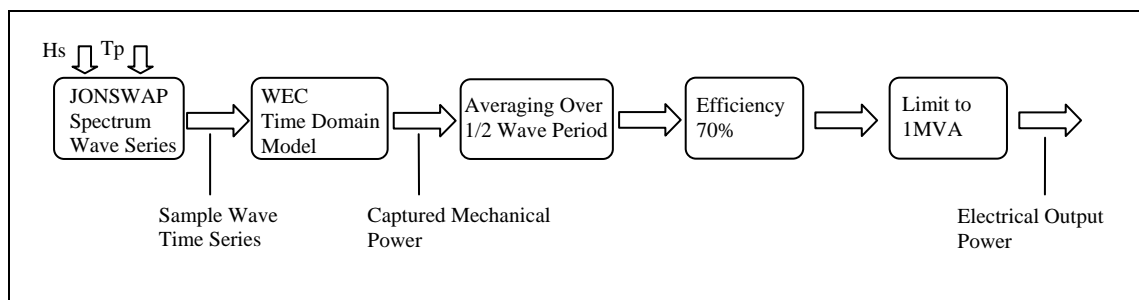 Hs Tp
JONSWAP
Spectrum
Wave Series
WEC
Time Domain
Model
Averaging Over
1/2 Wave Period
Efficiency
70%
Limit to
1MVA
Sample Wave
Time Series
Captured Mechanical
Power
Electrical Output
Power